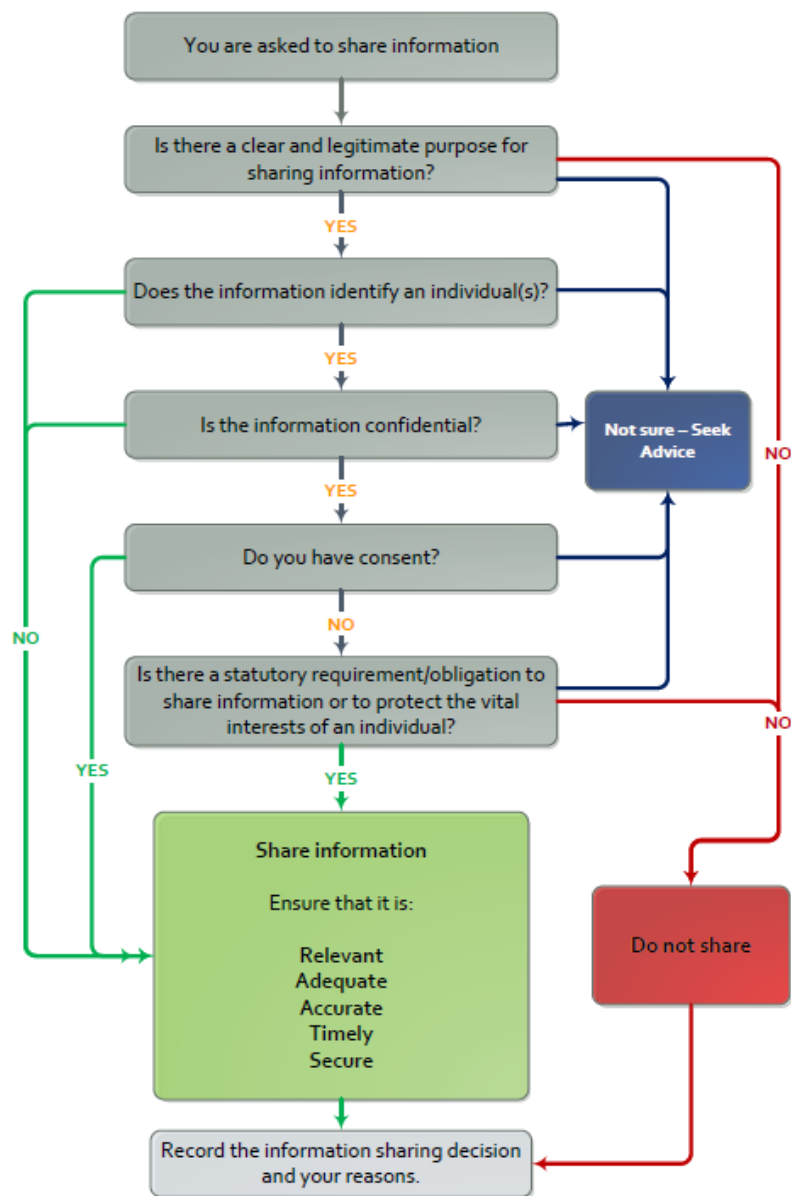 You are asked to share information
Is there a clear and legitimate purpose for
sharing information?
YES
Does the information identify an individual(s)?
YES
Is the information confidential?
Not sure – Seek
Advice
NO
YES
Do you have consent?
NO
NO
Is there a statutory requirement/obligation to
share information or to protect the vital
interests of an individual?
NO
YES
YES
Share information
Ensure that it is:
Relevant
Adequate
Accurate
Timely
Secure
Do not share
Record the information sharing decision
and your reasons.